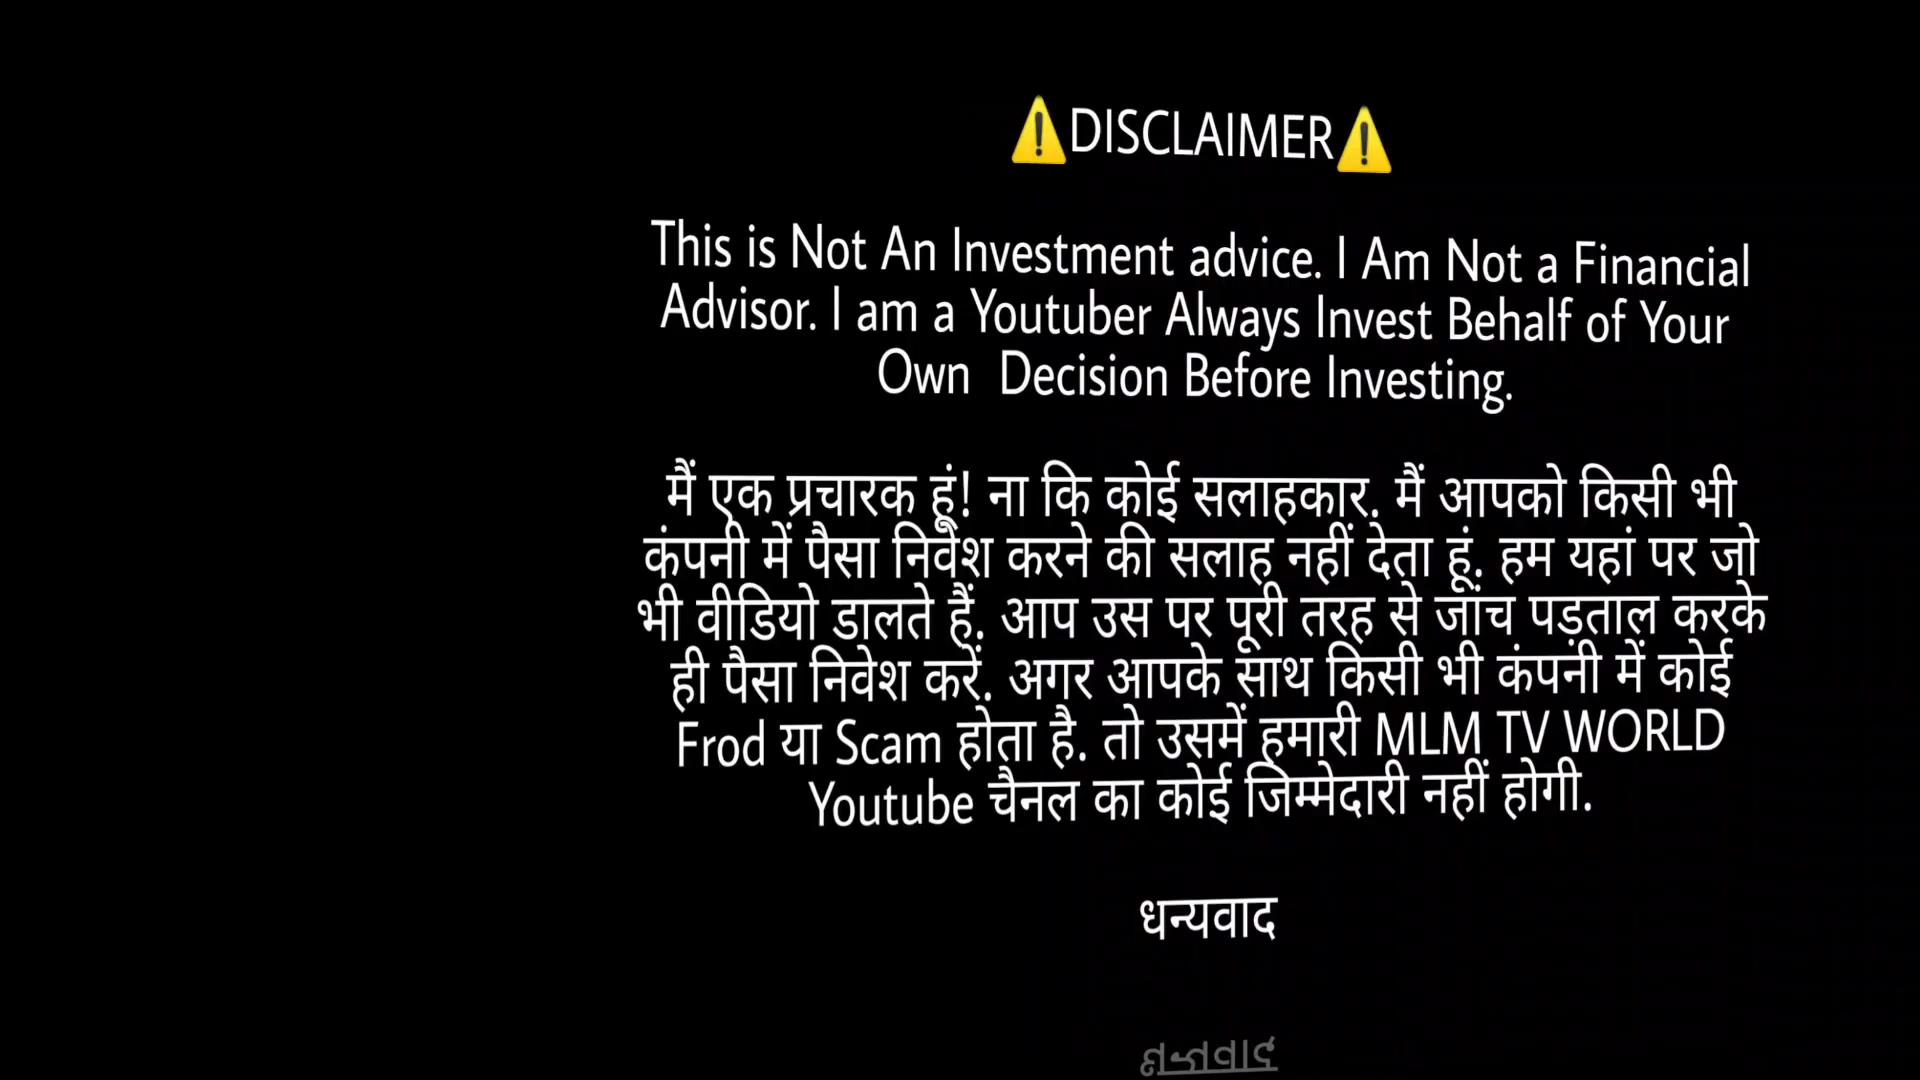 ⚠️DISCLAIMER⚠️
This is Not An Investment advice. I Am Not a Financial
Advisor. I am a Youtuber Always Invest Behalf of Your
Own  Decision Before Investing.
मैं एक प्रचारक हूं! ना कि कोई सलाहकार. मैं आपको किसी भी
कंपनी में पैसा निवेश करने की सलाह नहीं देता हूं. हम यहां पर जो
भी वीडियो डालते हैं. आप उस पर पूरी तरह से जांच पड़ताल करके
ही पैसा निवेश करें. अगर आपके साथ किसी भी कंपनी में कोई
Frod या Scam होता है. तो उसमें हमारी MLM TV WORLD
Youtube चैनल का कोई जिम्मेदारी नहीं होगी.
धन्यवाद